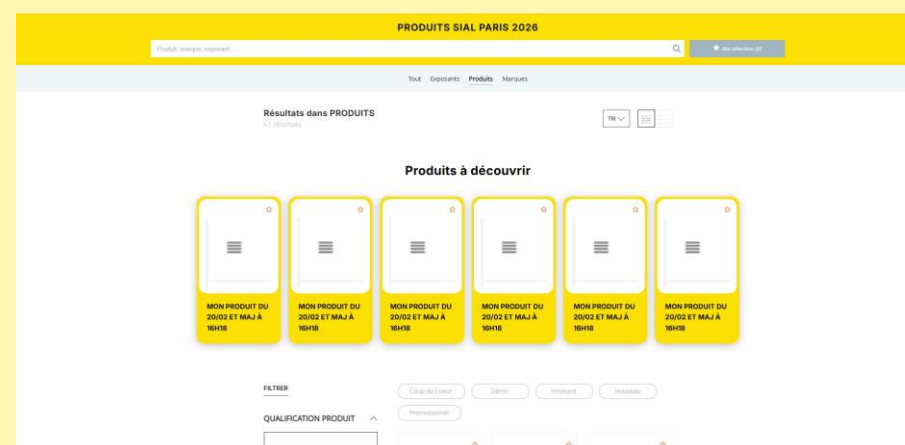 PRODUITS SIAL PARIS 2026
Produit, marque, exposant ...
Ma sélection (0)
Tout Exposants Produits Marques
Résultats dans PRODUITS
61 résultats
TRI
Produits à découvrir
MON PRODUIT DU
20/02 ET MAJ À
16H18
MON PRODUIT DU
20/02 ET MAJ À
16H18
MON PRODUIT DU
20/02 ET MAJ À
16H18
MON PRODUIT DU
20/02 ET MAJ À
16H18
MON PRODUIT DU
20/02 ET MAJ À
16H18
MON PRODUIT DU
20/02 ET MAJ À
16H18
FILTRER
Coup de Coeur Démo Innovant Nouveau
Promotionnel
QUALIFICATION PRODUIT